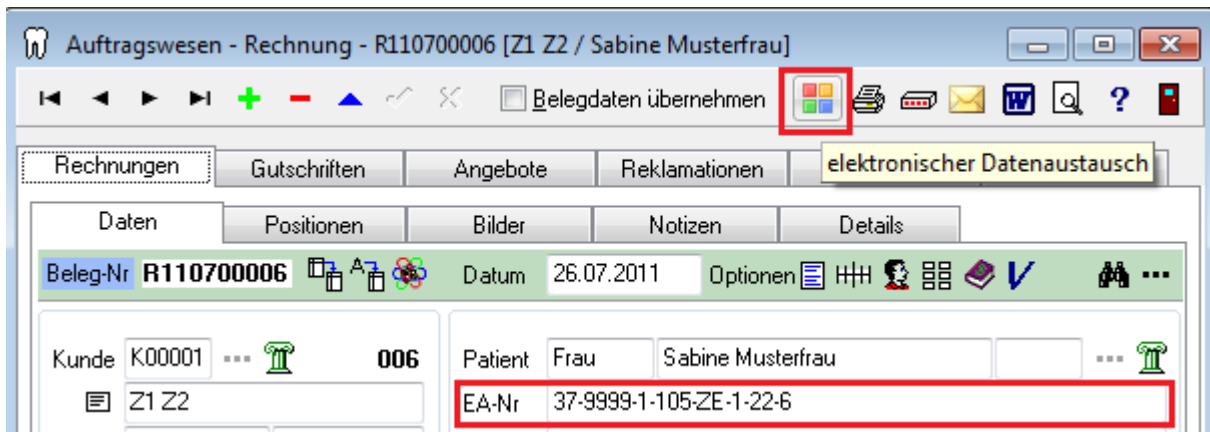 Auftragswesen - Rechnung - R110700006 [Z1 Z2 / Sabine Musterfrau]
Belegdaten übernehmen W ?
elektronischer Datenaustausch
Rechnungen Gutschriften Angebote Reklamationen
Daten Positionen Bilder Notizen Details
Beleg-Nr R110700006 Datum 26.07.2011 Optionen
Kunde K00001 006 Patient Frau Sabine Musterfrau
Z1 Z2 EA-Nr 37-9999-1-105-ZE-1-22-6